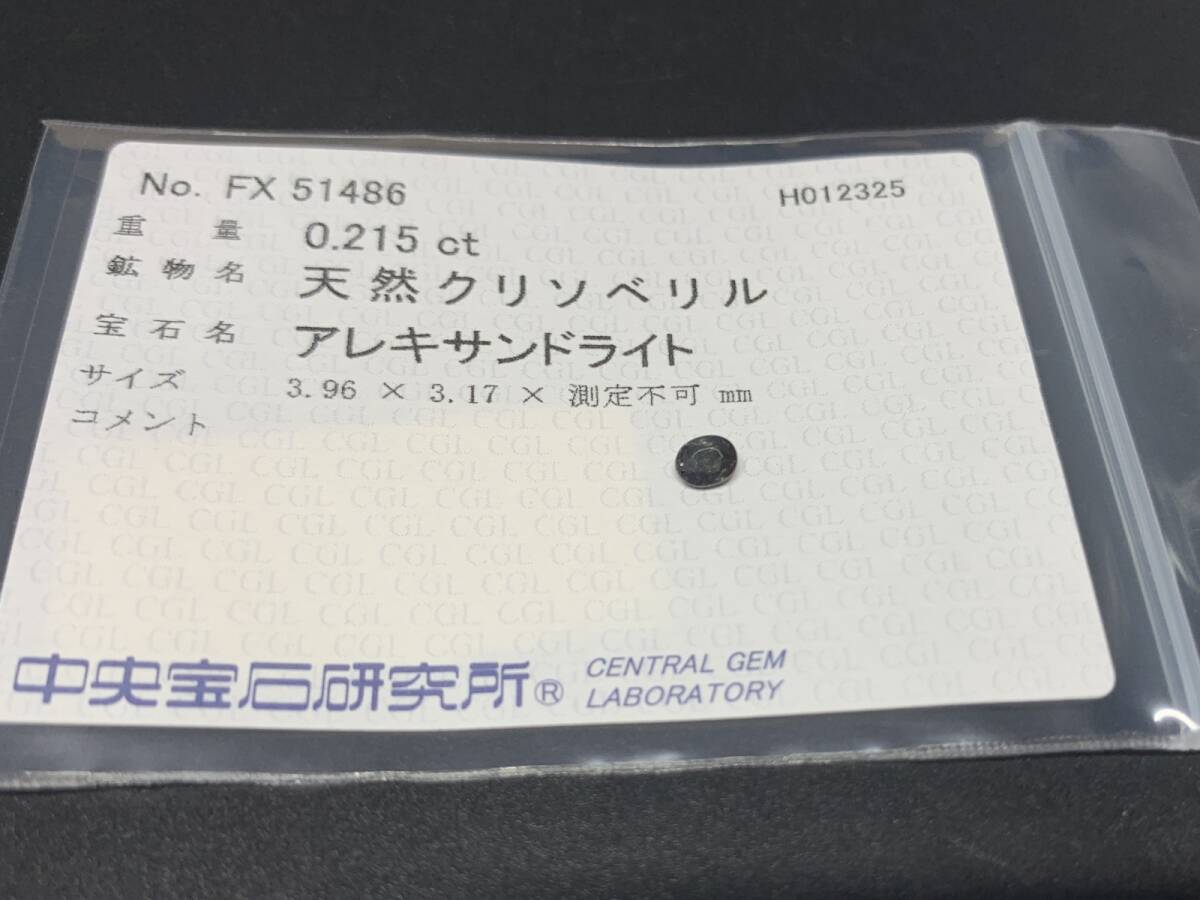 No. FX 51486 H012325
重量 0.215 ct
鉱物名 天然クリソベリル
宝石名 アレキサンドライト
サイズ 3.96 × 3.17 × 測定不可 mm
コメント
中央宝石研究所® CENTRAL GEM
LABORATORY